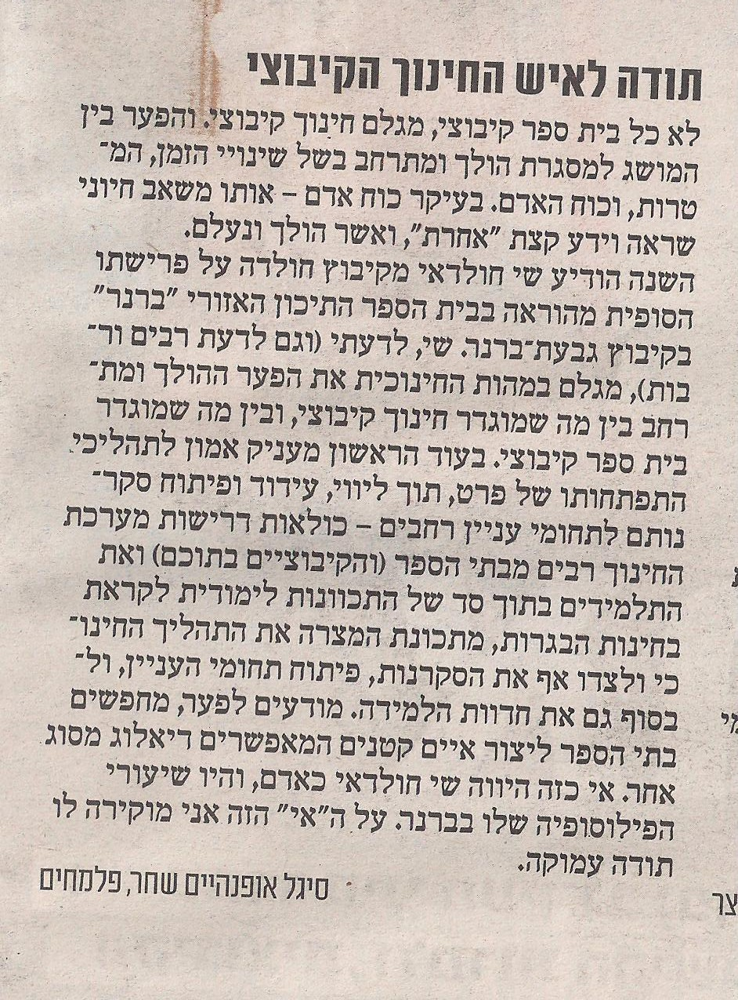 תודה לאיש החינוך הקיבוצי
לא כל בית ספר קיבוצי, מגלם חינוך קיבוצי. והפער בין
המושג למסגרת הולך ומתרחב בשל שינויי הזמן, המ־
טרות, וכוח האדם. בעיקר כוח אדם – אותו משאב חיוני
שראה וידע קצת "אחרת", ואשר הולך ונעלם.
השנה הודיע שי חולדאי מקיבוץ חולדה על פרישתו
הסופית מהוראה בבית הספר התיכון האזורי "ברנר"
בקיבוץ גבעת־ברנר. שי, לדעתי (וגם לדעת רבים ור־
בות), מגלם במהות החינוכית את הפער ההולך ומת־
רחב בין מה שמוגדר חינוך קיבוצי, ובין מה שמוגדר
בית ספר קיבוצי. בעוד הראשון מעניק אמון לתהליכי
התפתחותו של פרט, תוך ליווי, עידוד ופיתוח סקר־
נותם לתחומי עניין רחבים – כולאות דרישות מערכת
החינוך רבים מבתי הספר (והקיבוציים בתוכם) ואת
התלמידים בתוך סד של התכוונות לימודית לקראת
בחינות הבגרות, מתכונת המצרה את התהליך החינו־
כי ולצדו אף את הסקרנות, פיתוח תחומי העניין, ול־
בסוף גם את חדוות הלמידה. מודעים לפער, מחפשים
בתי הספר ליצור איים קטנים המאפשרים דיאלוג מסוג
אחר. אי כזה היווה שי חולדאי כאדם, והיו שיעורי
הפילוסופיה שלו בברנר. על ה"אי" הזה אני מוקירה לו
תודה עמוקה.
סיגל אופנהיים שחר, פלמחים